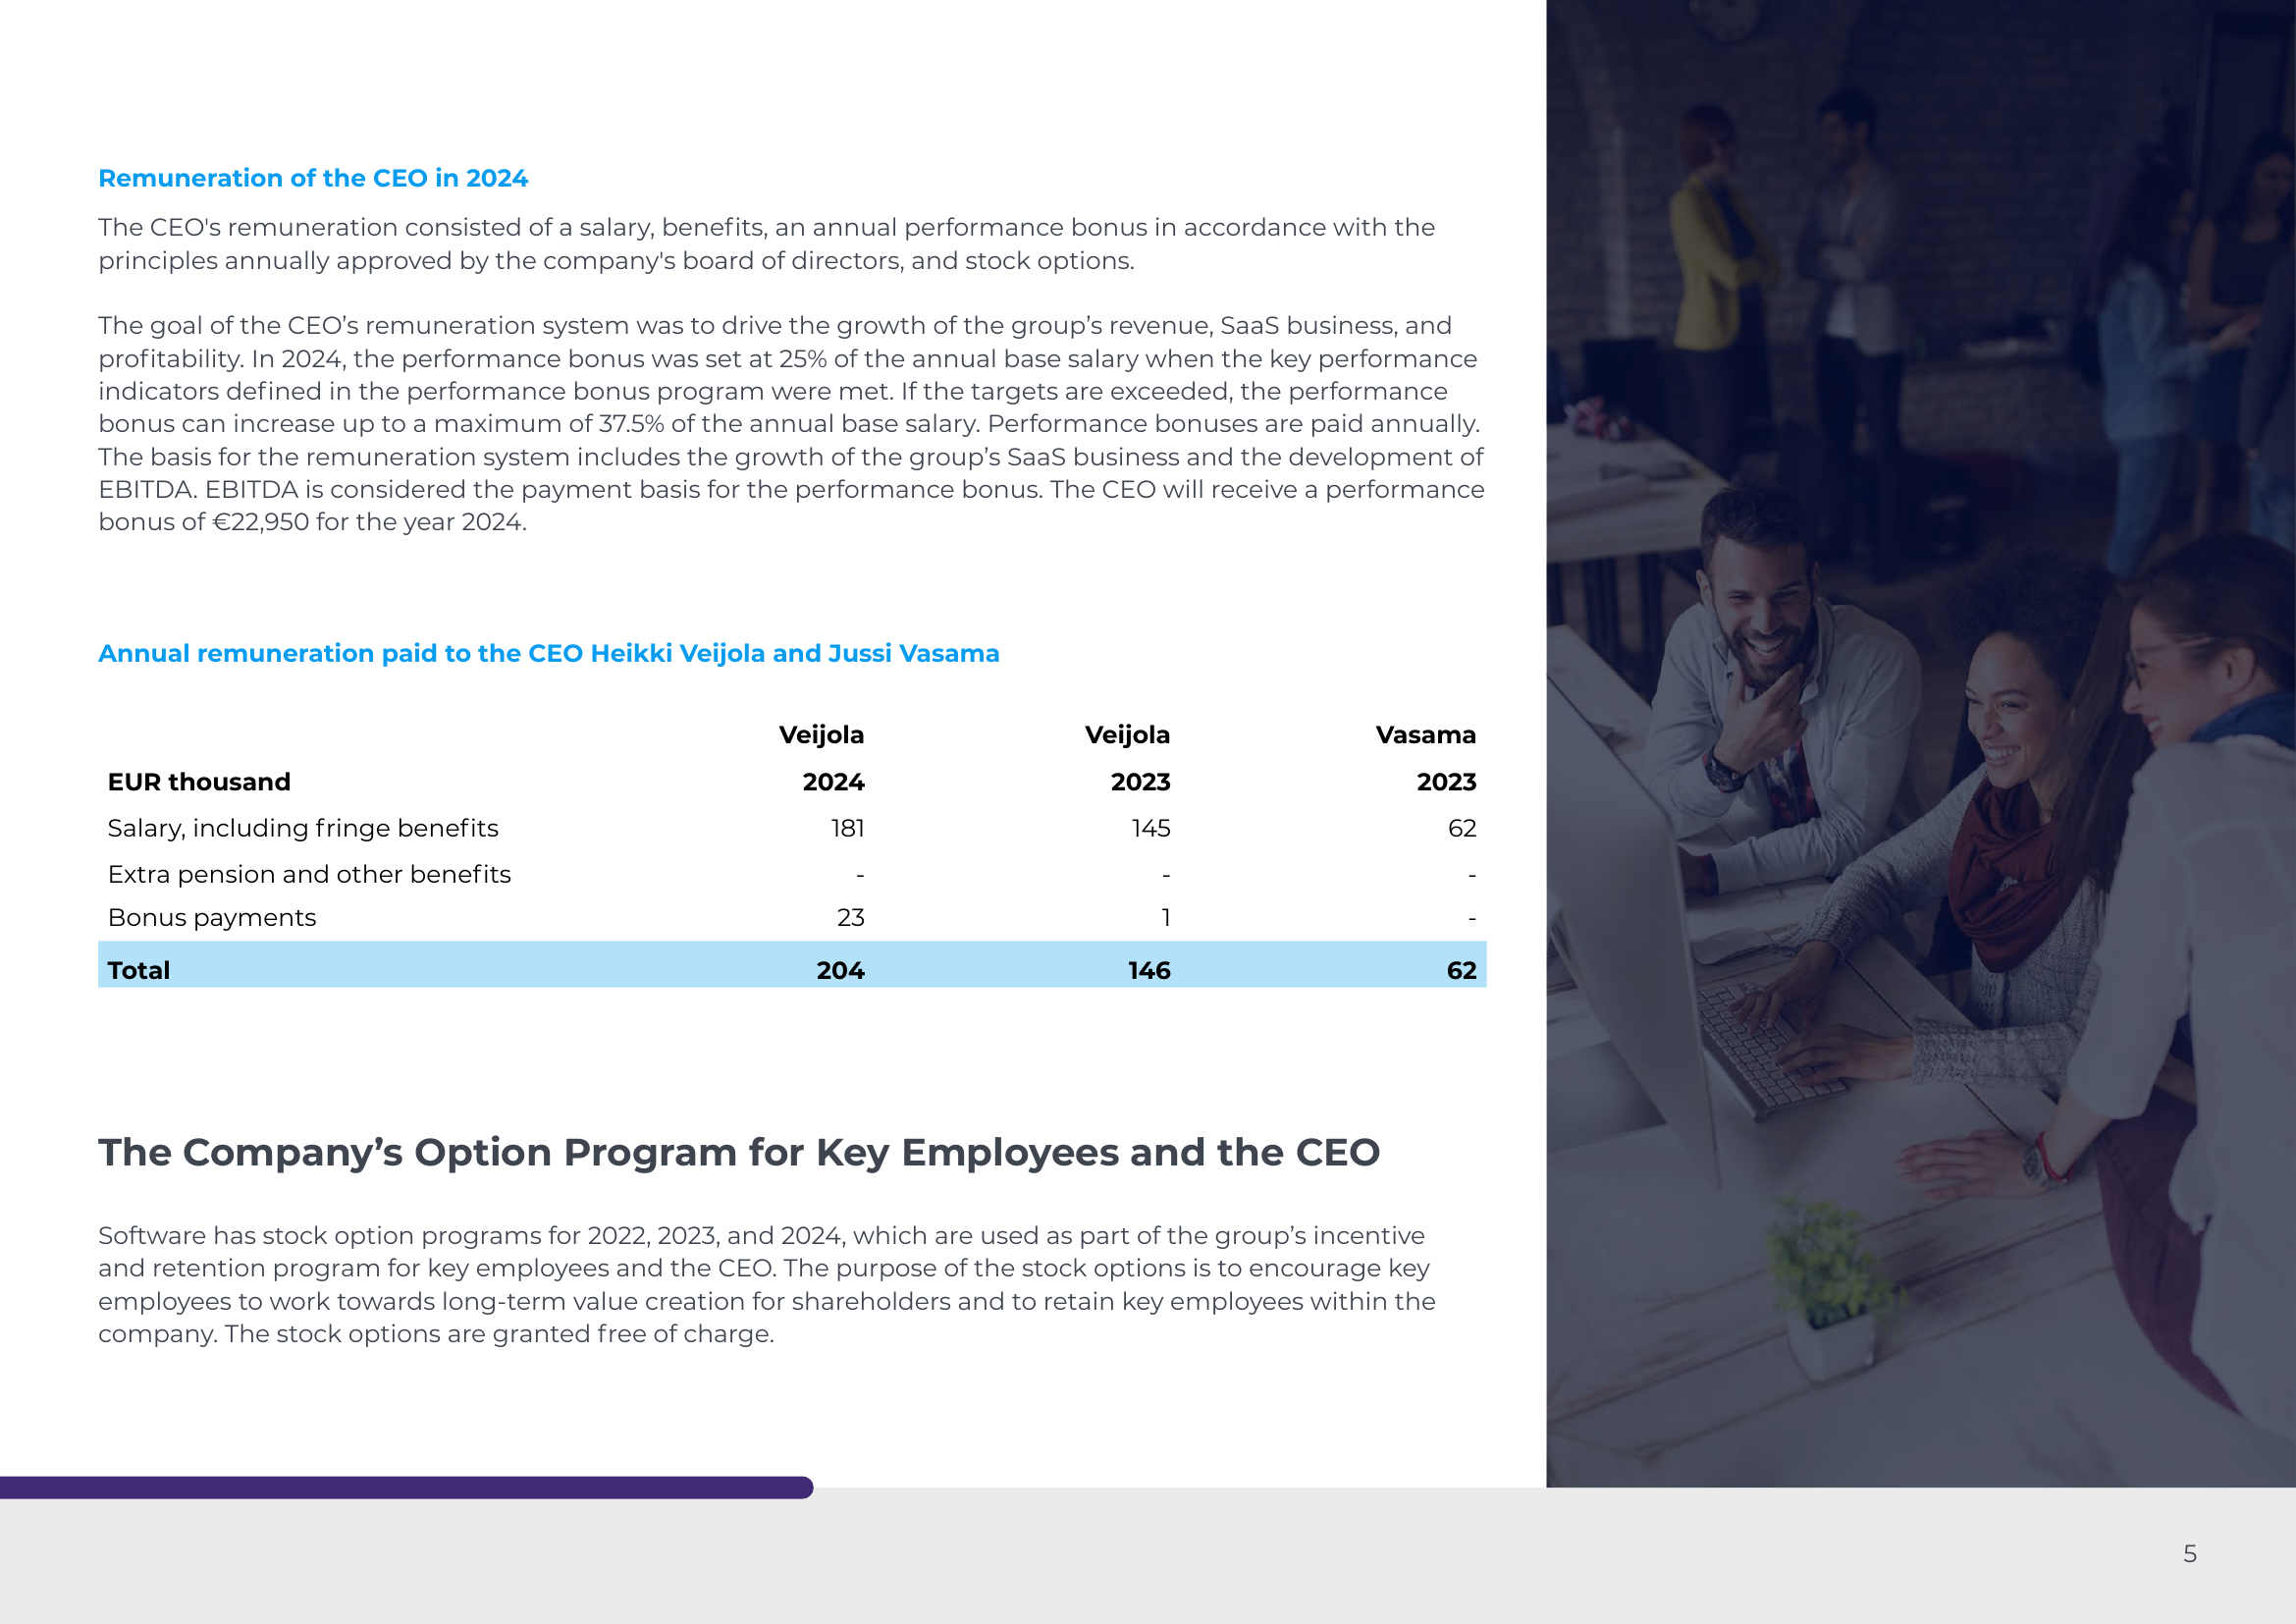 Remuneration of the CEO in 2024
The CEO's remuneration consisted of a salary, benefits, an annual performance bonus in accordance with the
principles annually approved by the company's board of directors, and stock options.
The goal of the CEO’s remuneration system was to drive the growth of the group’s revenue, SaaS business, and
profitability. In 2024, the performance bonus was set at 25% of the annual base salary when the key performance
indicators defined in the performance bonus program were met. If the targets are exceeded, the performance
bonus can increase up to a maximum of 37.5% of the annual base salary. Performance bonuses are paid annually.
The basis for the remuneration system includes the growth of the group’s SaaS business and the development of
EBITDA. EBITDA is considered the payment basis for the performance bonus. The CEO will receive a performance
bonus of €22,950 for the year 2024.
Annual remuneration paid to the CEO Heikki Veijola and Jussi Vasama
Veijola Veijola Vasama
EUR thousand 2024 2023 2023
Salary, including fringe benefits 181 145 62
Extra pension and other benefits - - -
Bonus payments 23 1 -
Total 204 146 62
The Company’s Option Program for Key Employees and the CEO
Software has stock option programs for 2022, 2023, and 2024, which are used as part of the group’s incentive
and retention program for key employees and the CEO. The purpose of the stock options is to encourage key
employees to work towards long-term value creation for shareholders and to retain key employees within the
company. The stock options are granted free of charge.
5